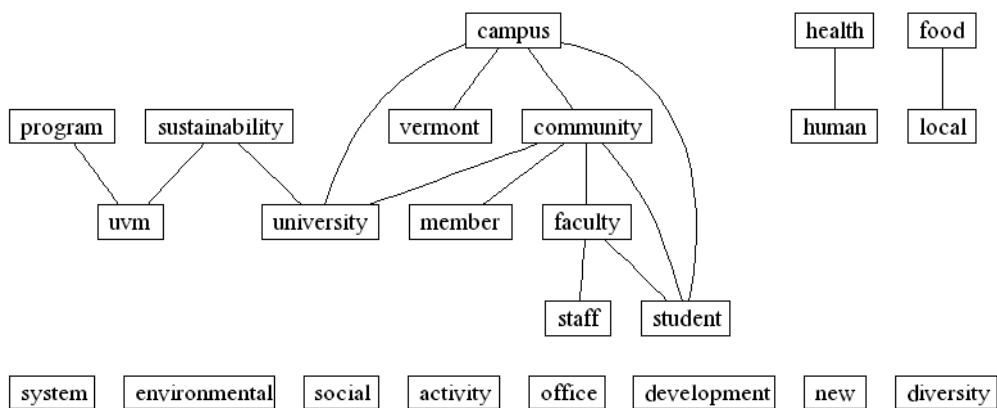 campus health food
program sustainability vermont community human local
uvm university member faculty
staff student
system environmental social activity office development new diversity